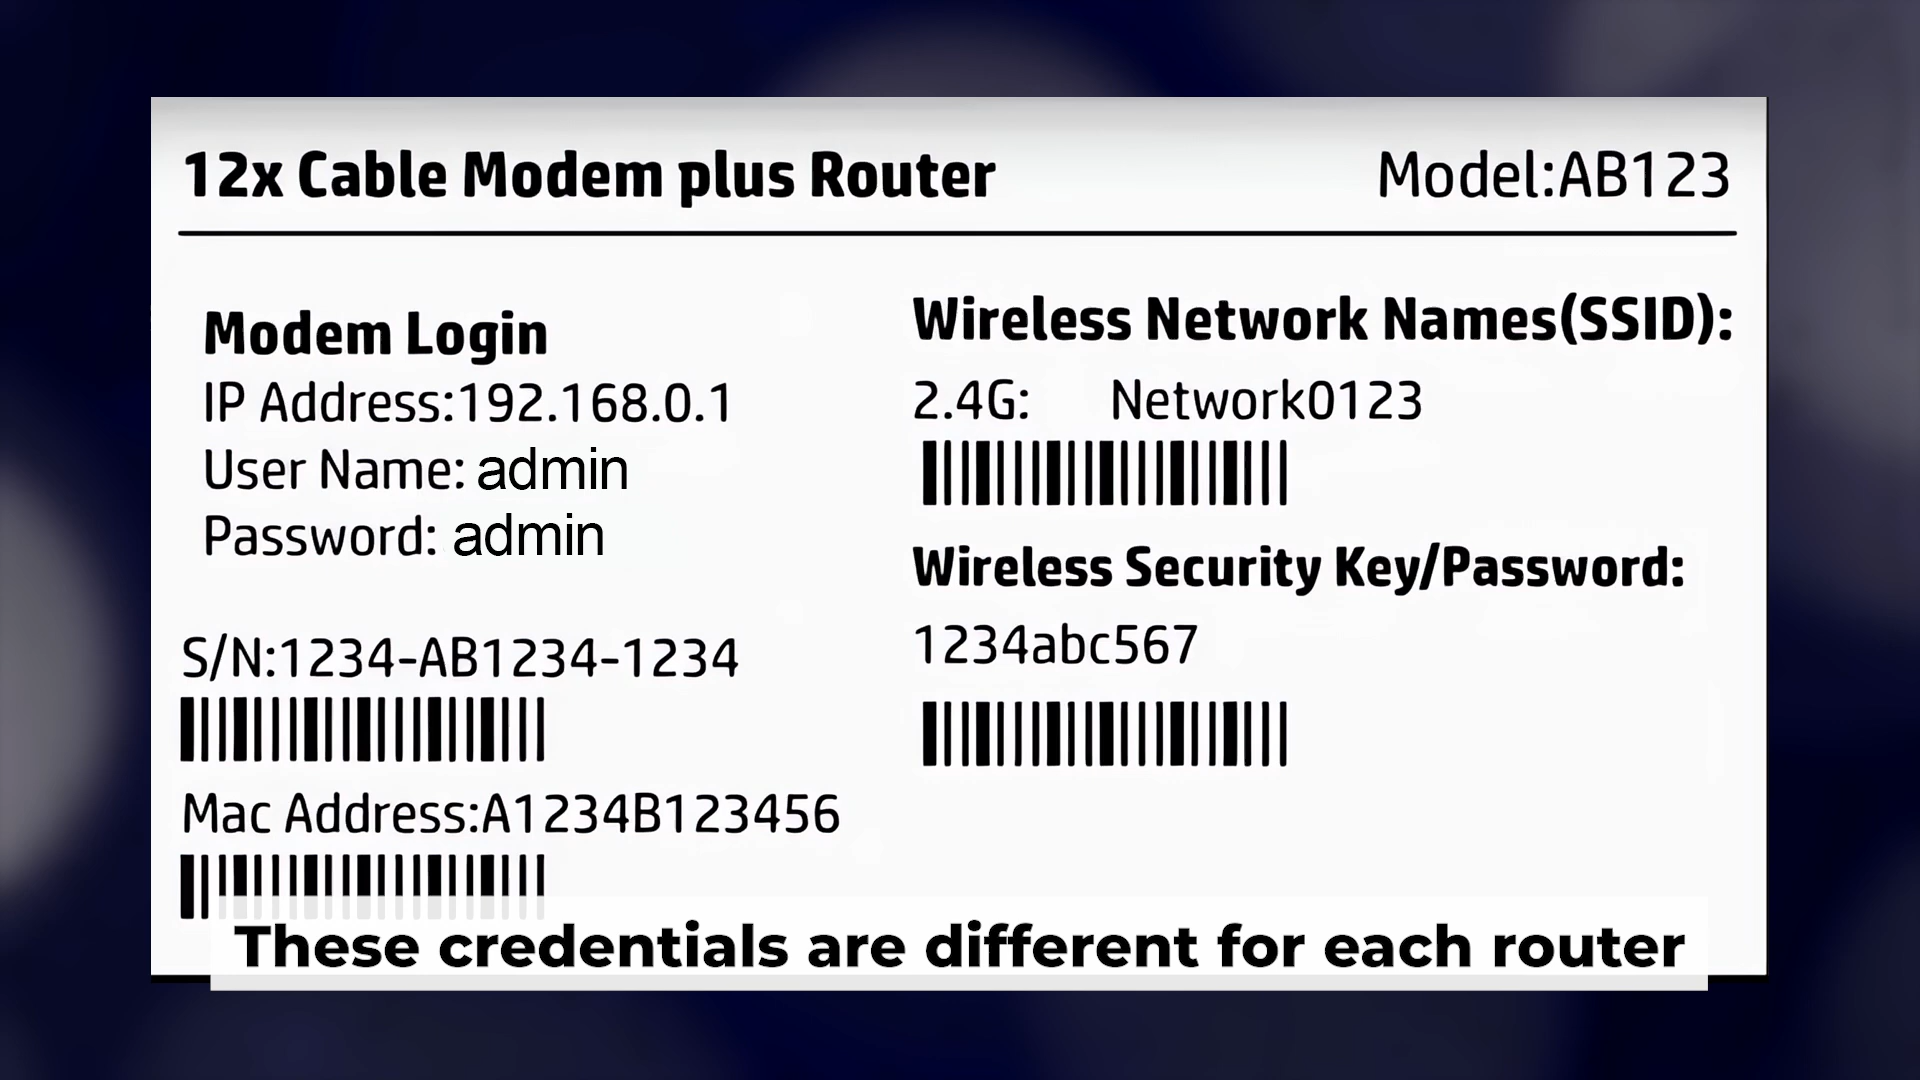 12x Cable Modem plus Router
Model:AB123
Modem Login
IP Address:192.168.0.1
User Name: admin
Password: admin
S/N:1234-AB1234-1234
Mac Address:A1234B123456
Wireless Network Names(SSID):
2.4G: Network0123
Wireless Security Key/Password:
1234abc567
These credentials are different for each router